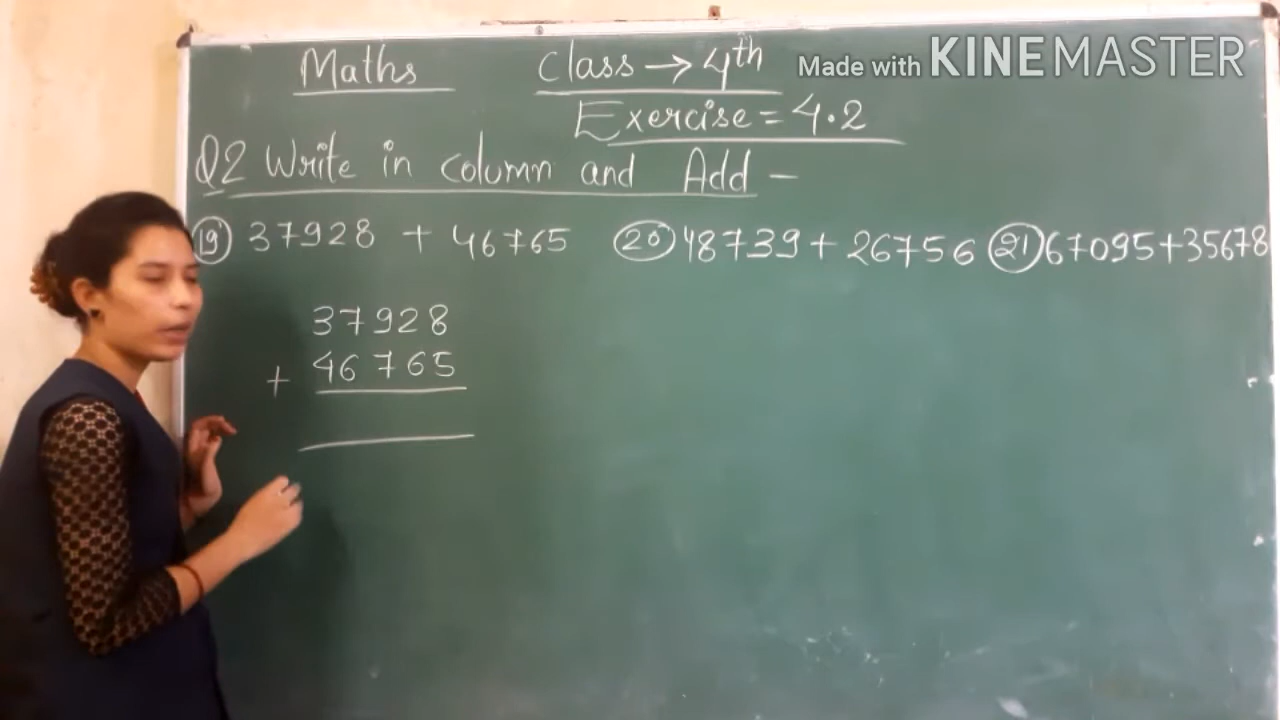 Maths Class → 4th Made with KINEMASTER
Exercise = 4.2
Q2 Write in column and Add -
19 37928 + 46765 20 48739 + 26756 21 67095+35678
37928
+ 46765